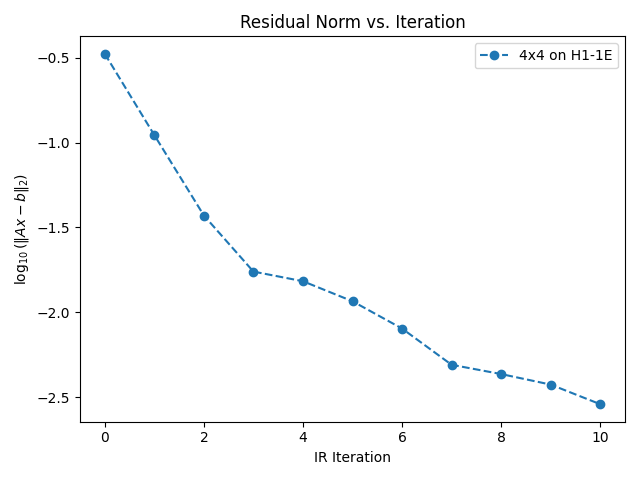 Residual Norm vs. Iteration
4x4 on H1-1E
−0.5
−1.0
−1.5
−2.0
−2.5
log₁₀(‖Ax − b‖₂)
0 2 4 6 8 10
IR Iteration